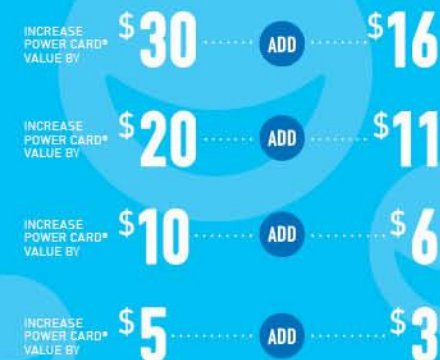 INCREASE
POWER CARD®
VALUE BY
$30 ADD $16
INCREASE
POWER CARD®
VALUE BY
$20 ADD $11
INCREASE
POWER CARD®
VALUE BY
$10 ADD $6
INCREASE
POWER CARD®
VALUE BY
$5 ADD $3